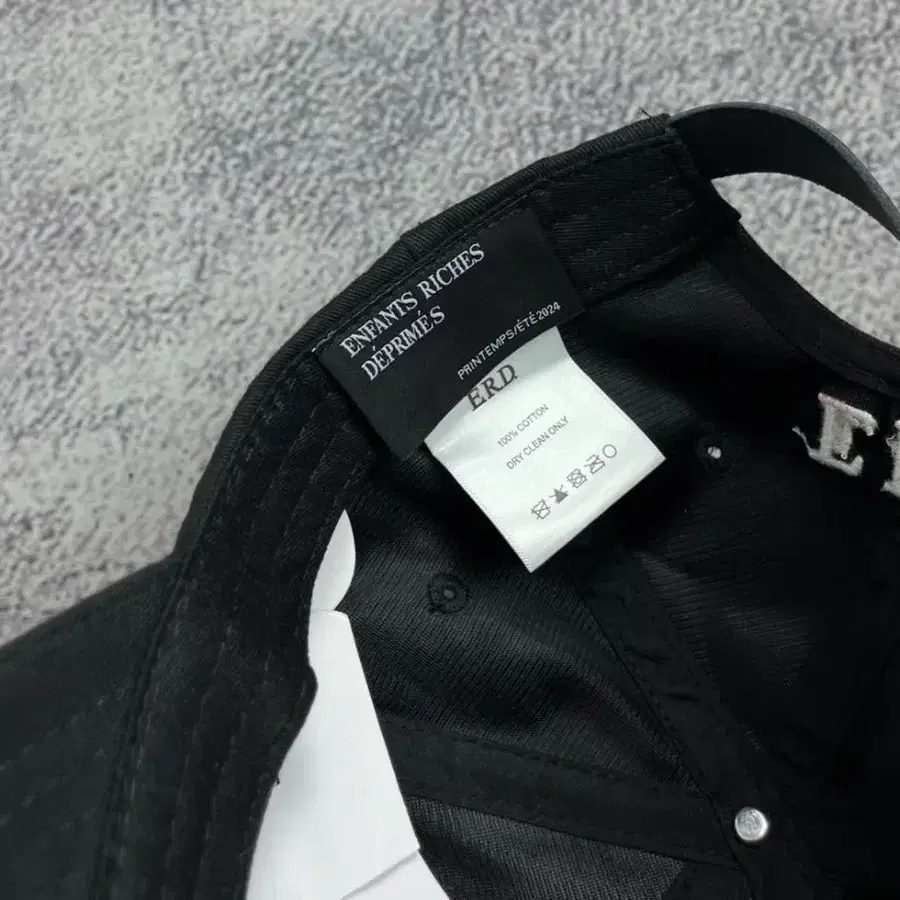 ENFANTS RICHES
DÉPRIMÉS
PRINTEMPS/ÉTÉ 2024
E.R.D.
100% COTTON
DRY CLEAN ONLY
E